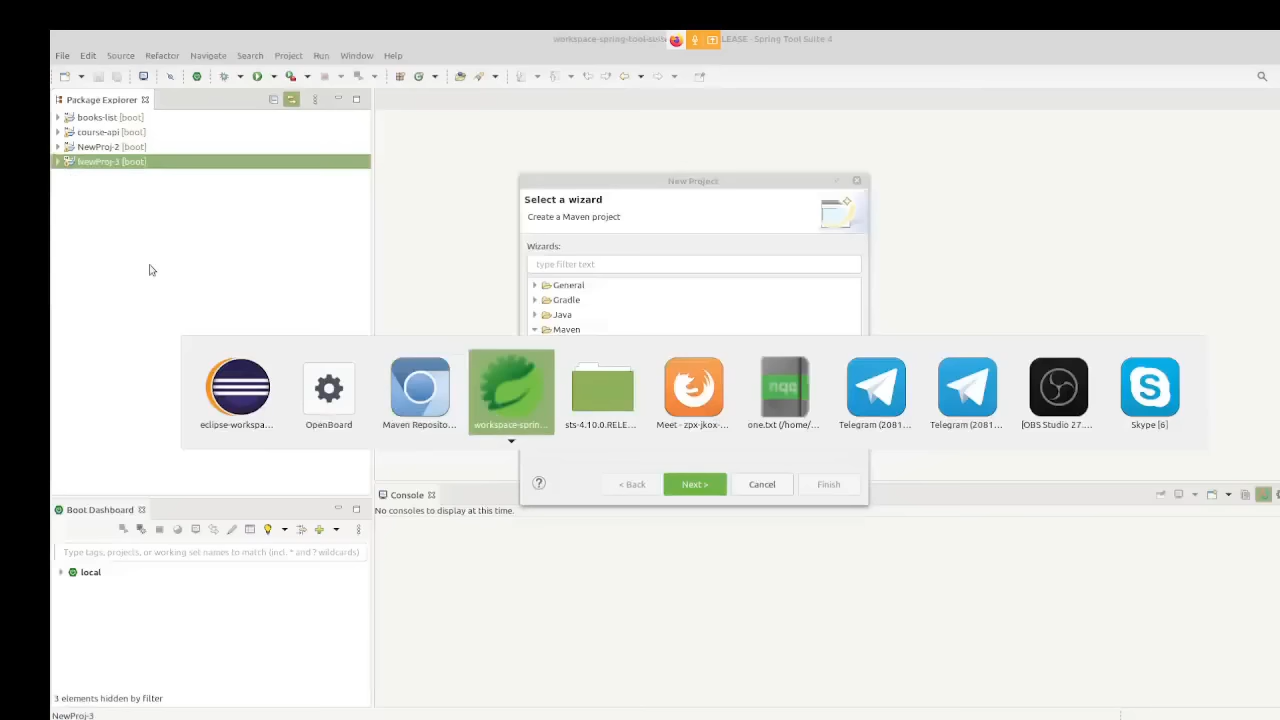 LEASE - Spring Tool Suite 4
File Edit Source Refactor Navigate Search Project Run Window Help
Package Explorer
books-list [boot]
course-api [boot]
NewProj-2 [boot]
NewProj-3 [boot]
New Project
Select a wizard
Create a Maven project
Wizards:
type filter text
General
Gradle
Java
Maven
eclipse-workspa... OpenBoard Maven Reposito... workspace-sprin... sts-4.10.0.RELE... Meet - zpx-jkox-... one.txt (/home/... Telegram (2081... Telegram (2081... [OBS Studio 27.... Skype [6]
< Back Next > Cancel Finish
Console
No consoles to display at this time.
Boot Dashboard
Type tags, projects, or working set names to match (incl. * and ? wildcards)
local
3 elements hidden by filter
NewProj-3